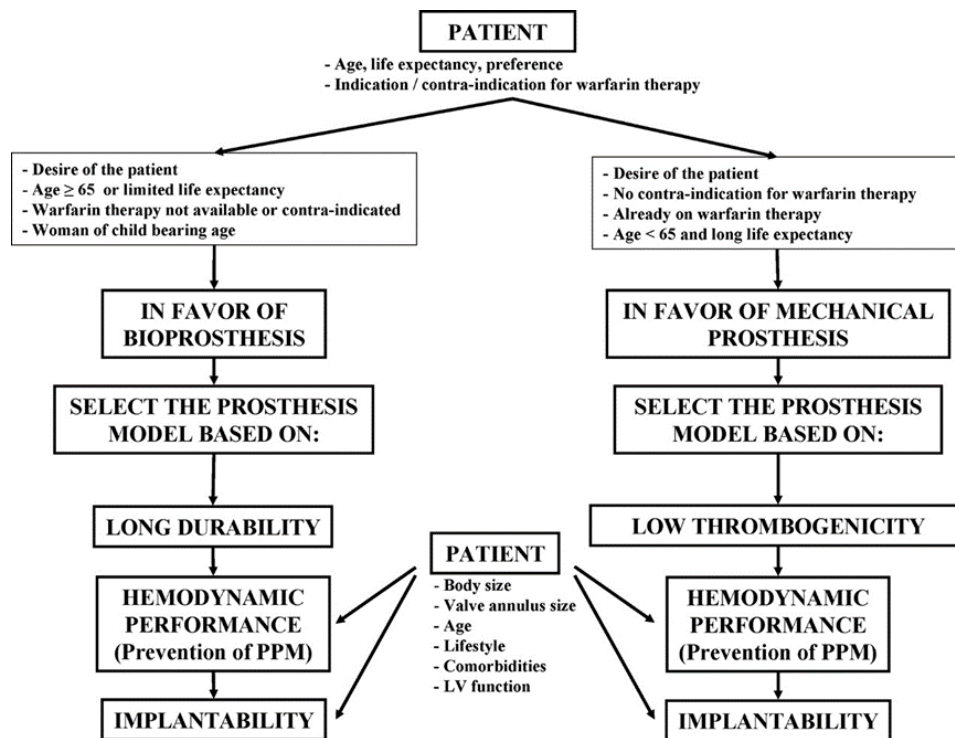 PATIENT
- Age, life expectancy, preference
- Indication / contra-indication for warfarin therapy
- Desire of the patient
- Age ≥ 65 or limited life expectancy
- Warfarin therapy not available or contra-indicated
- Woman of child bearing age
- Desire of the patient
- No contra-indication for warfarin therapy
- Already on warfarin therapy
- Age < 65 and long life expectancy
IN FAVOR OF
BIOPROSTHESIS
IN FAVOR OF MECHANICAL
PROSTHESIS
SELECT THE PROSTHESIS
MODEL BASED ON:
SELECT THE PROSTHESIS
MODEL BASED ON:
LONG DURABILITY
LOW THROMBOGENICITY
PATIENT
- Body size
- Valve annulus size
- Age
- Lifestyle
- Comorbidities
- LV function
HEMODYNAMIC
PERFORMANCE
(Prevention of PPM)
HEMODYNAMIC
PERFORMANCE
(Prevention of PPM)
IMPLANTABILITY
IMPLANTABILITY